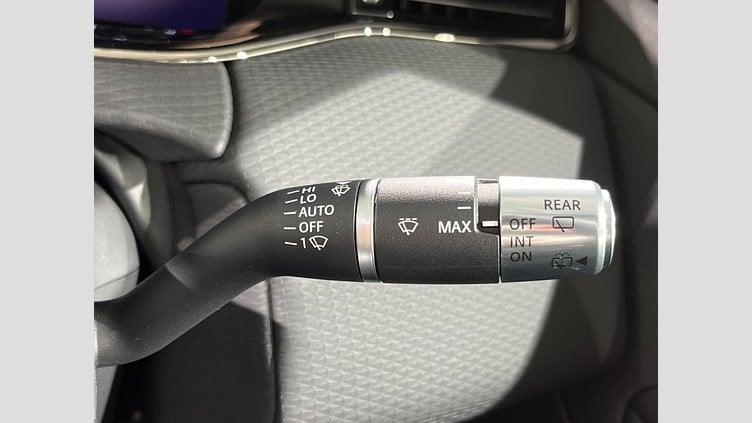 HI
LO
AUTO
OFF
1
MAX
REAR
OFF
INT
ON